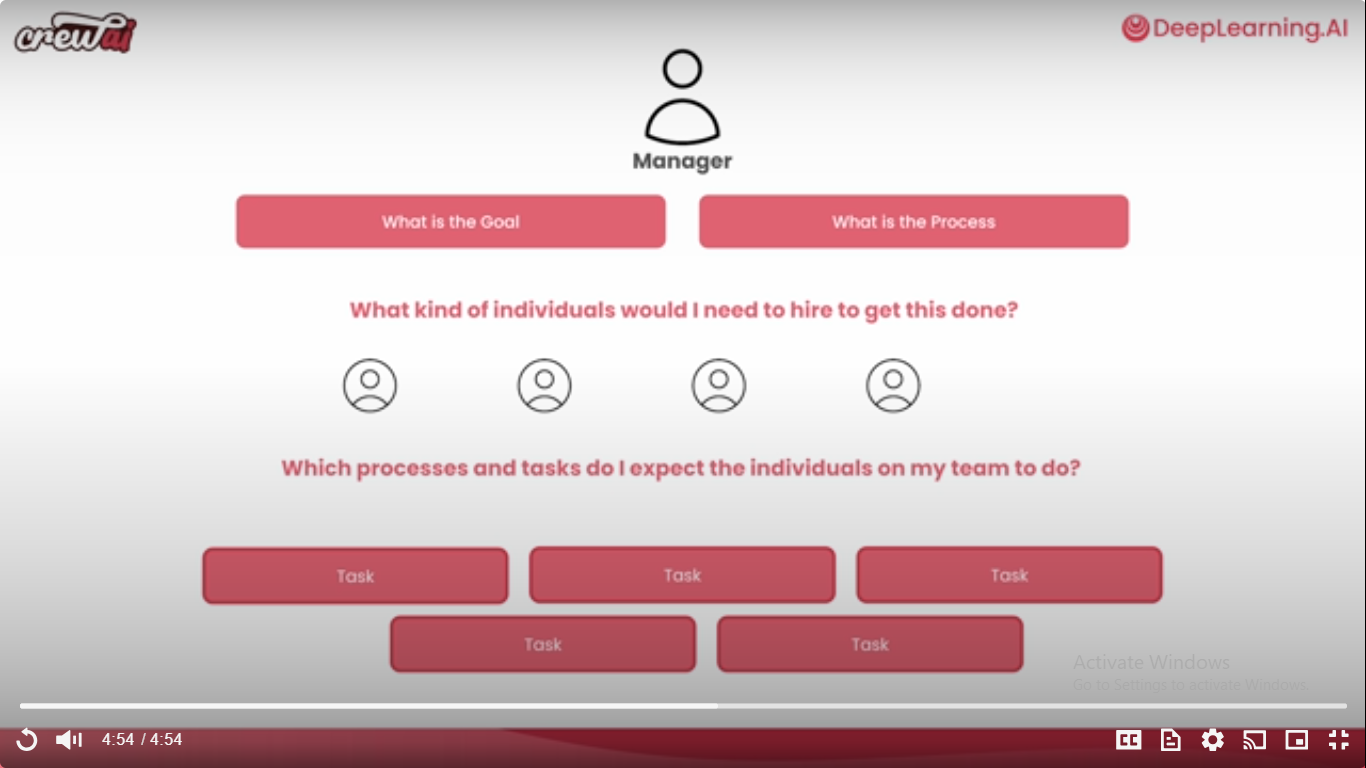 crewai
DeepLearning.AI
Manager
What is the Goal
What is the Process
What kind of individuals would I need to hire to get this done?
Which processes and tasks do I expect the individuals on my team to do?
Task
Task
Task
Task
Task
Activate Windows
Go to Settings to activate Windows.
4:54 / 4:54
CC